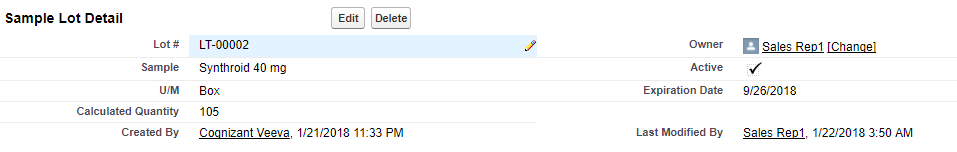 Sample Lot Detail Edit Delete
Lot # LT-00002 Owner Sales Rep1 [Change]
Sample Synthroid 40 mg Active
U/M Box Expiration Date 9/26/2018
Calculated Quantity 105
Created By Cognizant Veeva, 1/21/2018 11:33 PM Last Modified By Sales Rep1, 1/22/2018 3:50 AM